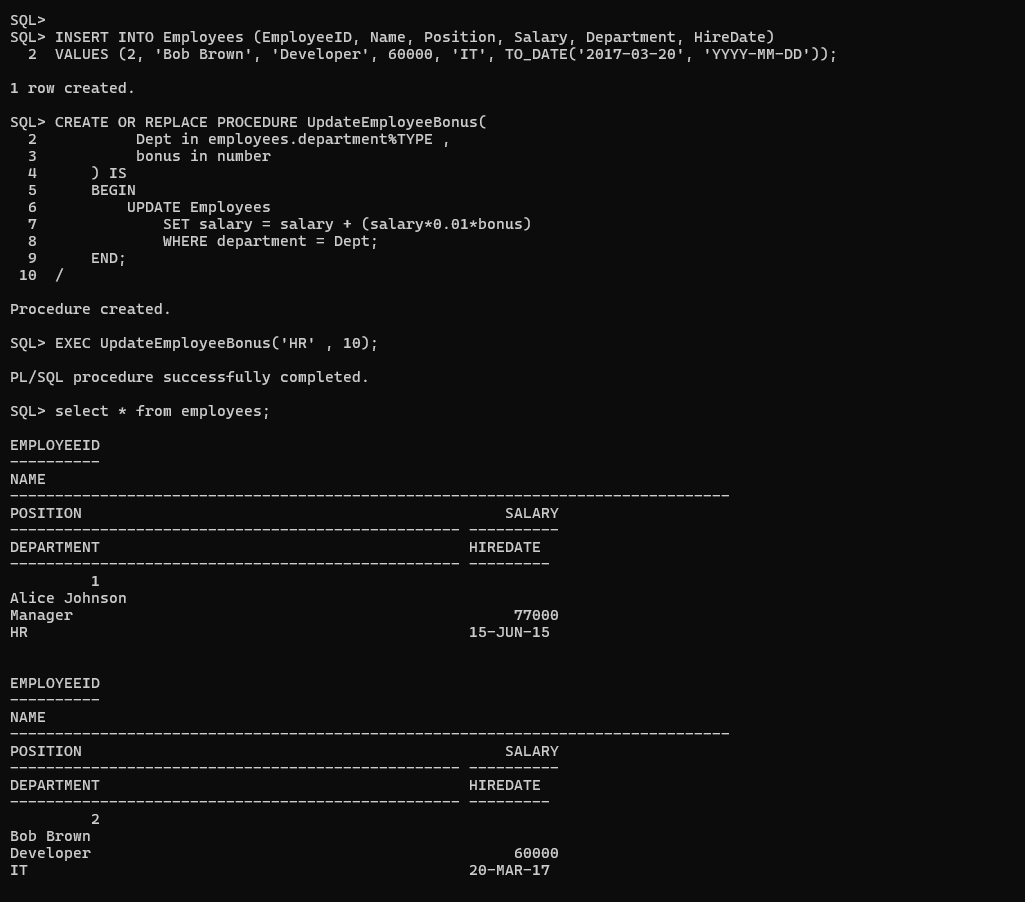 SQL>
SQL> INSERT INTO Employees (EmployeeID, Name, Position, Salary, Department, HireDate)
  2  VALUES (2, 'Bob Brown', 'Developer', 60000, 'IT', TO_DATE('2017-03-20', 'YYYY-MM-DD'));
1 row created.
SQL> CREATE OR REPLACE PROCEDURE UpdateEmployeeBonus(
  2           Dept in employees.department%TYPE ,
  3           bonus in number
  4      ) IS
  5      BEGIN
  6          UPDATE Employees
  7              SET salary = salary + (salary*0.01*bonus)
  8              WHERE department = Dept;
  9      END;
 10  /
Procedure created.
SQL> EXEC UpdateEmployeeBonus('HR' , 10);
PL/SQL procedure successfully completed.
SQL> select * from employees;
EMPLOYEEID
----------
NAME
--------------------------------------------------------------------------------
POSITION                                               SALARY
-------------------------------------------------- ----------
DEPARTMENT                                         HIREDATE
-------------------------------------------------- ---------
         1
Alice Johnson
Manager                                                 77000
HR                                                 15-JUN-15
EMPLOYEEID
----------
NAME
--------------------------------------------------------------------------------
POSITION                                               SALARY
-------------------------------------------------- ----------
DEPARTMENT                                         HIREDATE
-------------------------------------------------- ---------
         2
Bob Brown
Developer                                               60000
IT                                                 20-MAR-17